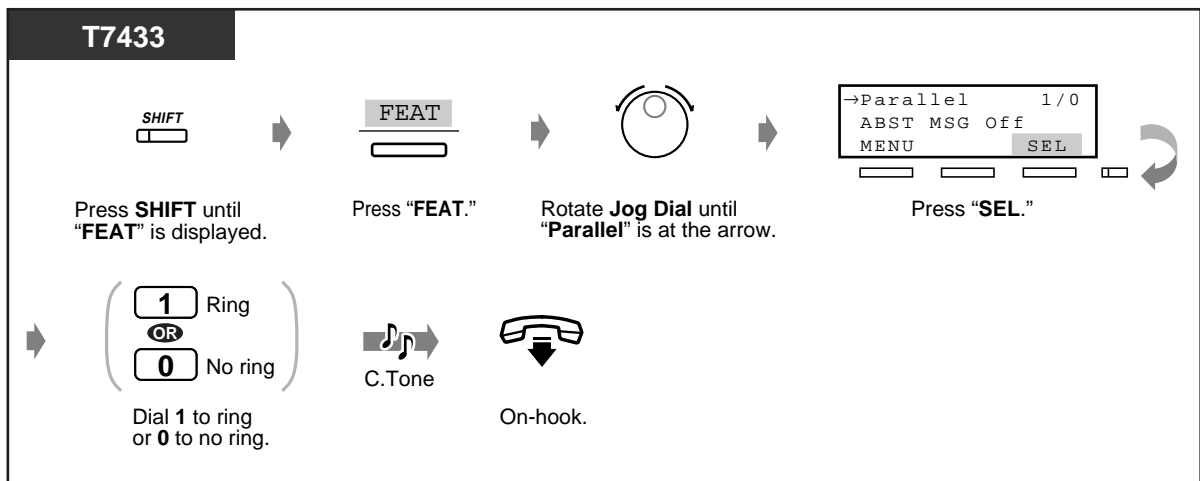 T7433
SHIFT
FEAT
→Parallel 1/0
ABST MSG Off
MENU SEL
Press SHIFT until
“FEAT” is displayed.
Press “FEAT.”
Rotate Jog Dial until
“Parallel” is at the arrow.
Press “SEL.”
1 Ring
OR
0 No ring
Dial 1 to ring
or 0 to no ring.
C.Tone
On-hook.